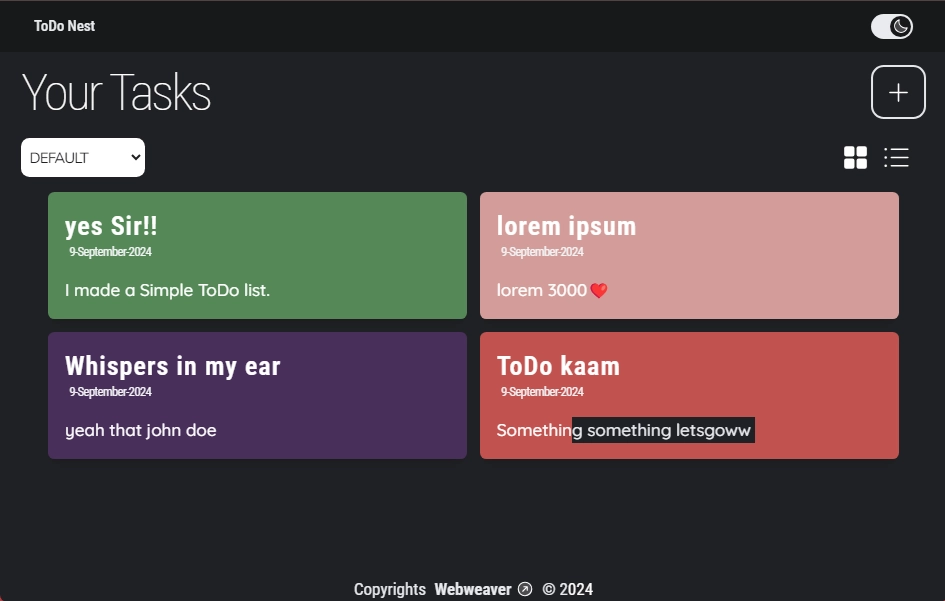 ToDo Nest
Your Tasks
DEFAULT
yes Sir!!
9-September-2024
I made a Simple ToDo list.
lorem ipsum
9-September-2024
lorem 3000❤️
Whispers in my ear
9-September-2024
yeah that john doe
ToDo kaam
9-September-2024
Something something letsgoww
Copyrights Webweaver © 2024